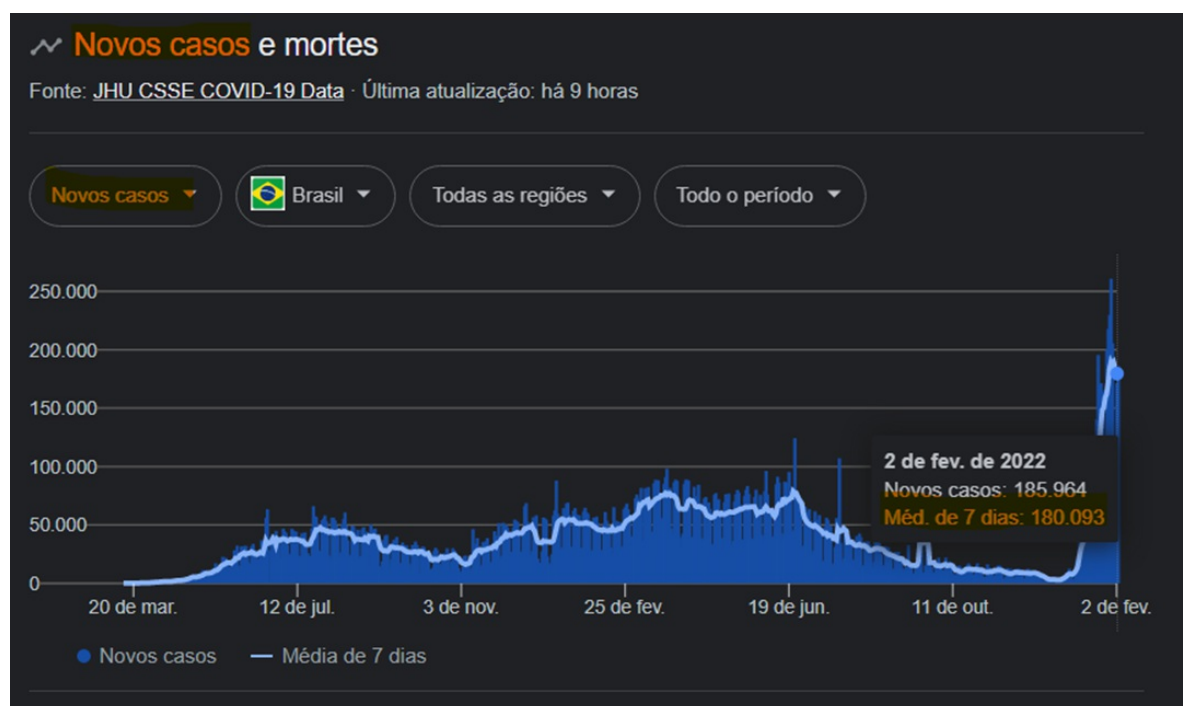 Novos casos e mortes
Fonte: JHU CSSE COVID-19 Data · Última atualização: há 9 horas
Novos casos
Brasil
Todas as regiões
Todo o período
250.000
200.000
150.000
100.000
50.000
0
2 de fev. de 2022
Novos casos: 185.964
Méd. de 7 dias: 180.093
20 de mar.
12 de jul.
3 de nov.
25 de fev.
19 de jun.
11 de out.
2 de fev.
Novos casos
Média de 7 dias